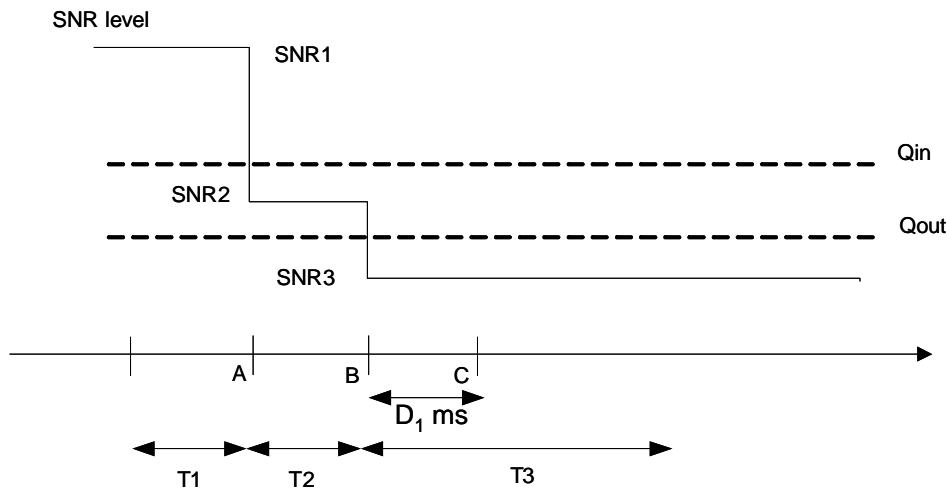 SNR level
SNR1
Qin
SNR2
Qout
SNR3
A
B
C
D₁ ms
T1
T2
T3